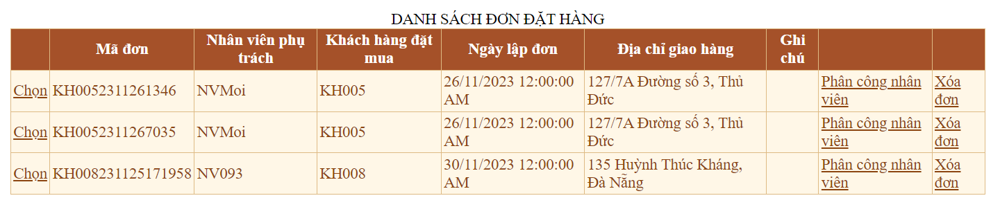 DANH SÁCH ĐƠN ĐẶT HÀNG
Mã đơn Nhân viên phụ trách Khách hàng đặt mua Ngày lập đơn Địa chỉ giao hàng Ghi chú
Chọn KH0052311261346 NVMoi KH005 26/11/2023 12:00:00 AM 127/7A Đường số 3, Thủ Đức Phân công nhân viên Xóa đơn
Chọn KH0052311267035 NVMoi KH005 26/11/2023 12:00:00 AM 127/7A Đường số 3, Thủ Đức Phân công nhân viên Xóa đơn
Chọn KH008231125171958 NV093 KH008 30/11/2023 12:00:00 AM 135 Huỳnh Thúc Kháng, Đà Nẵng Phân công nhân viên Xóa đơn